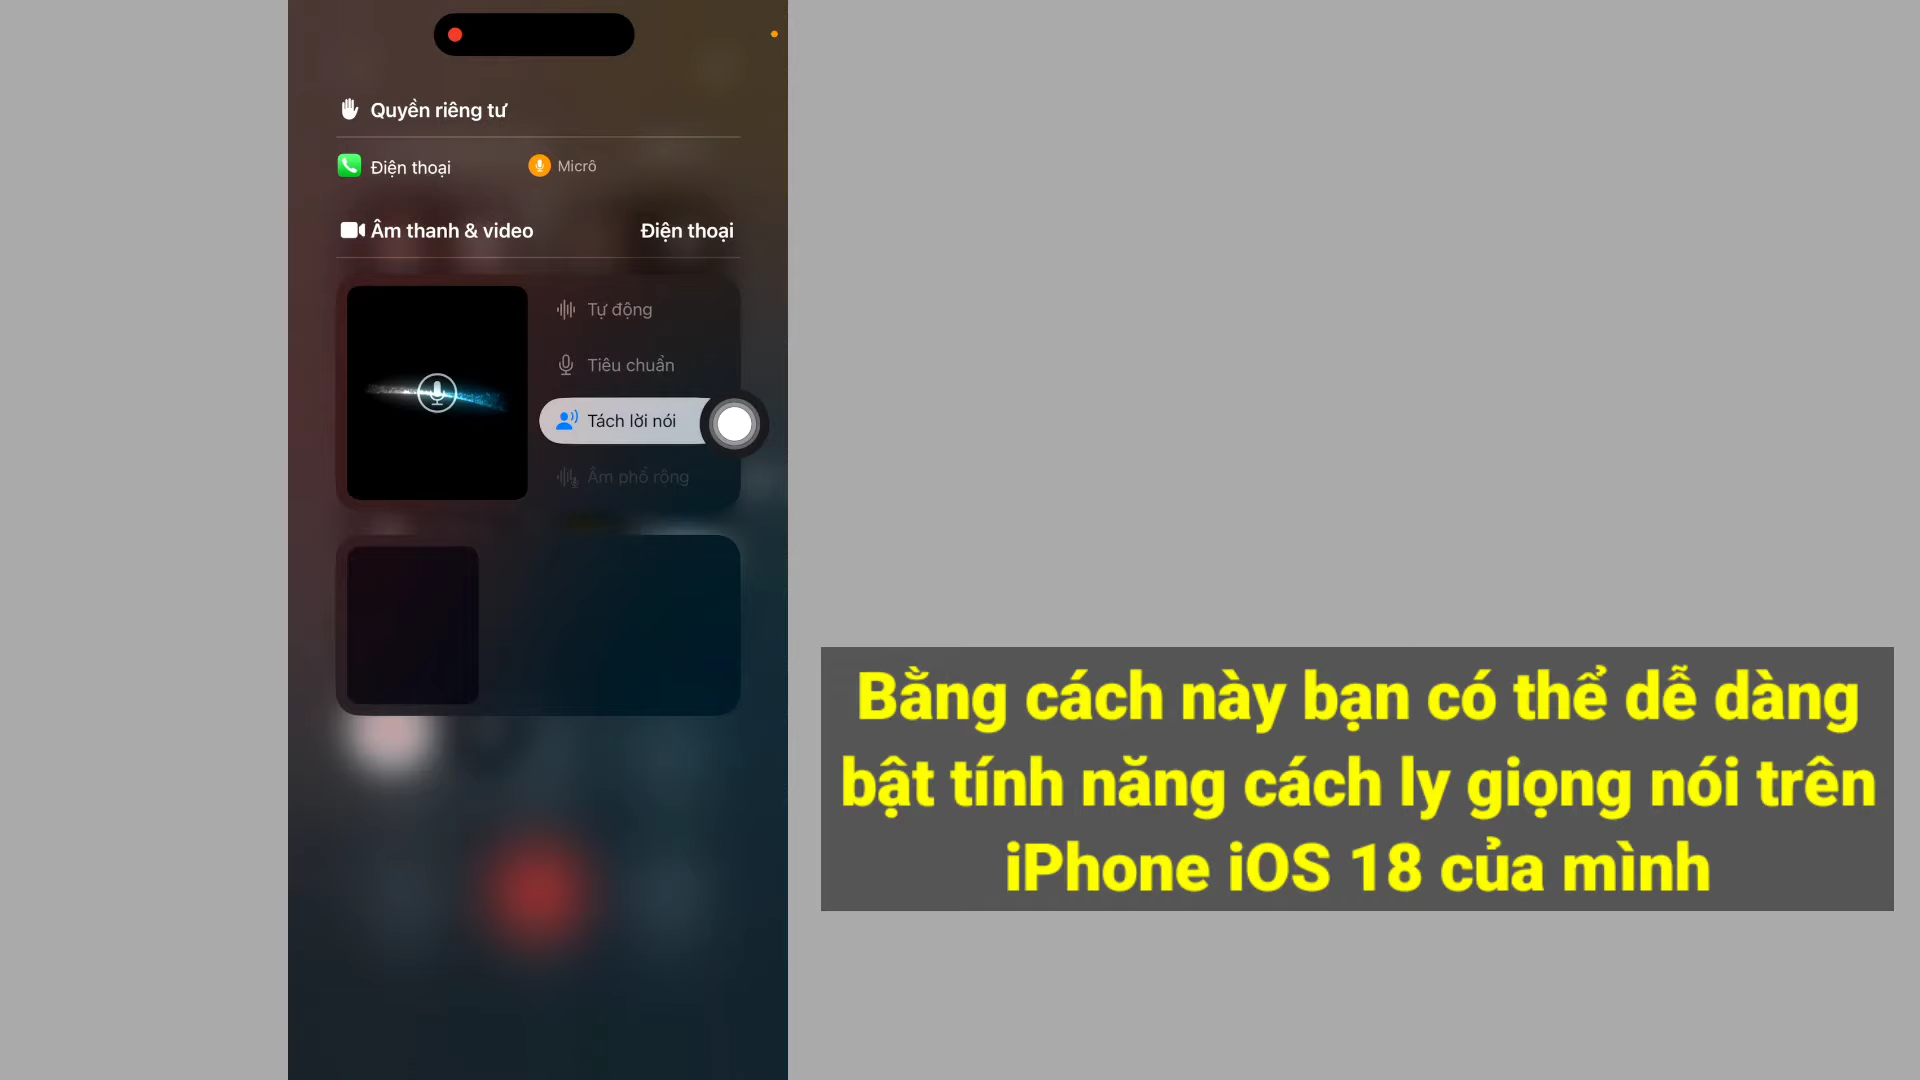 Quyền riêng tư
Điện thoại
Micrô
Âm thanh & video
Điện thoại
Tự động
Tiêu chuẩn
Tách lời nói
Âm phổ rộng
Bằng cách này bạn có thể dễ dàng
bật tính năng cách ly giọng nói trên
iPhone iOS 18 của mình